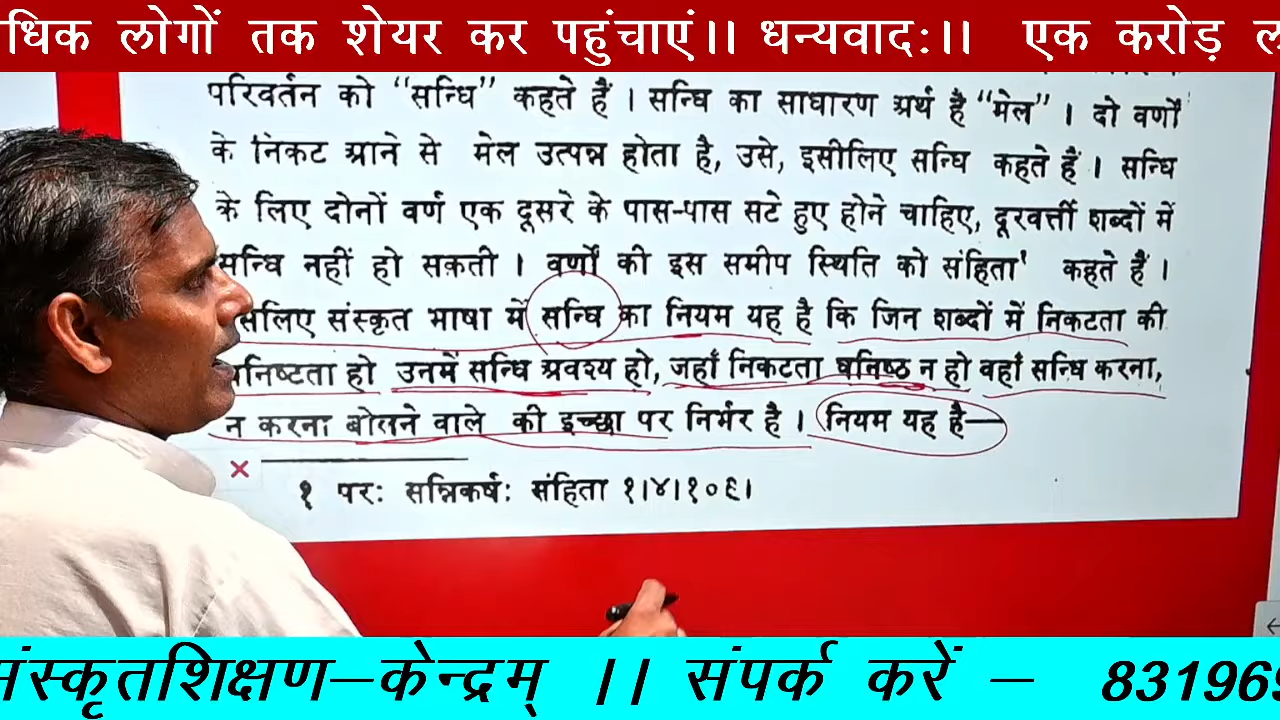 धिक लोगों तक शेयर कर पहुंचाएं।। धन्यवादः।। एक करोड़ ल
परिवर्तन को “सन्धि” कहते हैं । सन्धि का साधारण अर्थ है “मेल” । दो वर्णों
के निकट आने से मेल उत्पन्न होता है, उसे, इसीलिए सन्धि कहते हैं । सन्धि
के लिए दोनों वर्ण एक दूसरे के पास-पास सटे हुए होने चाहिए, दूरवर्त्ती शब्दों में
सन्धि नहीं हो सकती । वर्णों की इस समीप स्थिति को संहिता¹ कहते हैं ।
सलिए संस्कृत भाषा में सन्धि का नियम यह है कि जिन शब्दों में निकटता की
निष्टता हो उनमें सन्धि अवश्य हो, जहाँ निकटता घनिष्ठ न हो वहाँ सन्धि करना,
न करना बोलने वाले की इच्छा पर निर्भर है । नियम यह है—
१ परः सन्निकर्षः संहिता १।४।१०९।
संस्कृतशिक्षण-केन्द्रम् ।। संपर्क करें - 83196